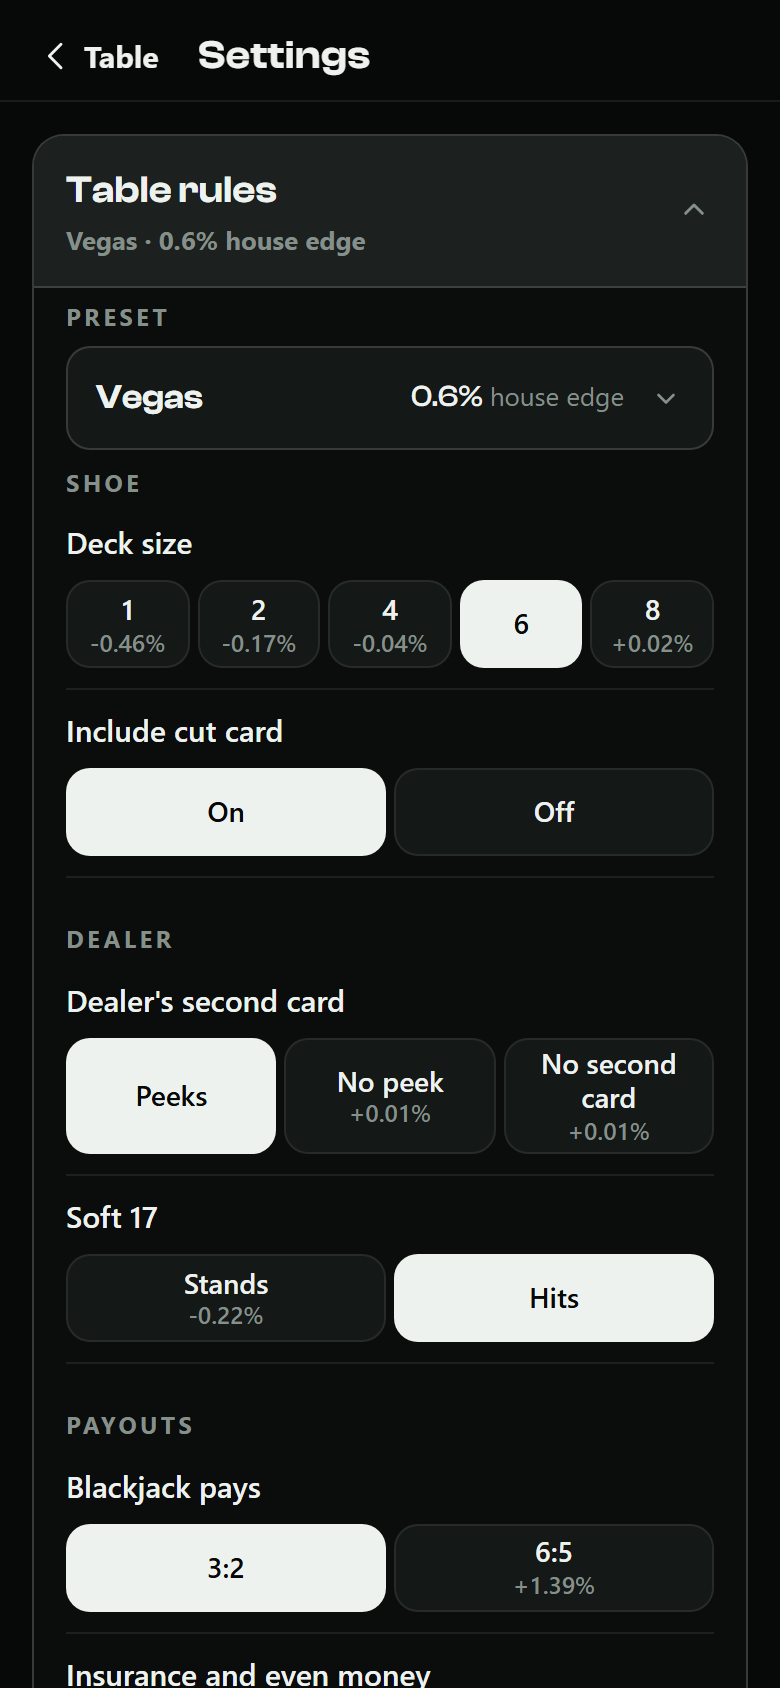 Table Settings
Table rules
Vegas · 0.6% house edge
PRESET
Vegas 0.6% house edge
SHOE
Deck size
1 2 4 6 8
-0.46% -0.17% -0.04% +0.02%
Include cut card
On Off
DEALER
Dealer's second card
Peeks No peek No second card
+0.01% +0.01%
Soft 17
Stands Hits
-0.22%
PAYOUTS
Blackjack pays
3:2 6:5
+1.39%
Insurance and even money